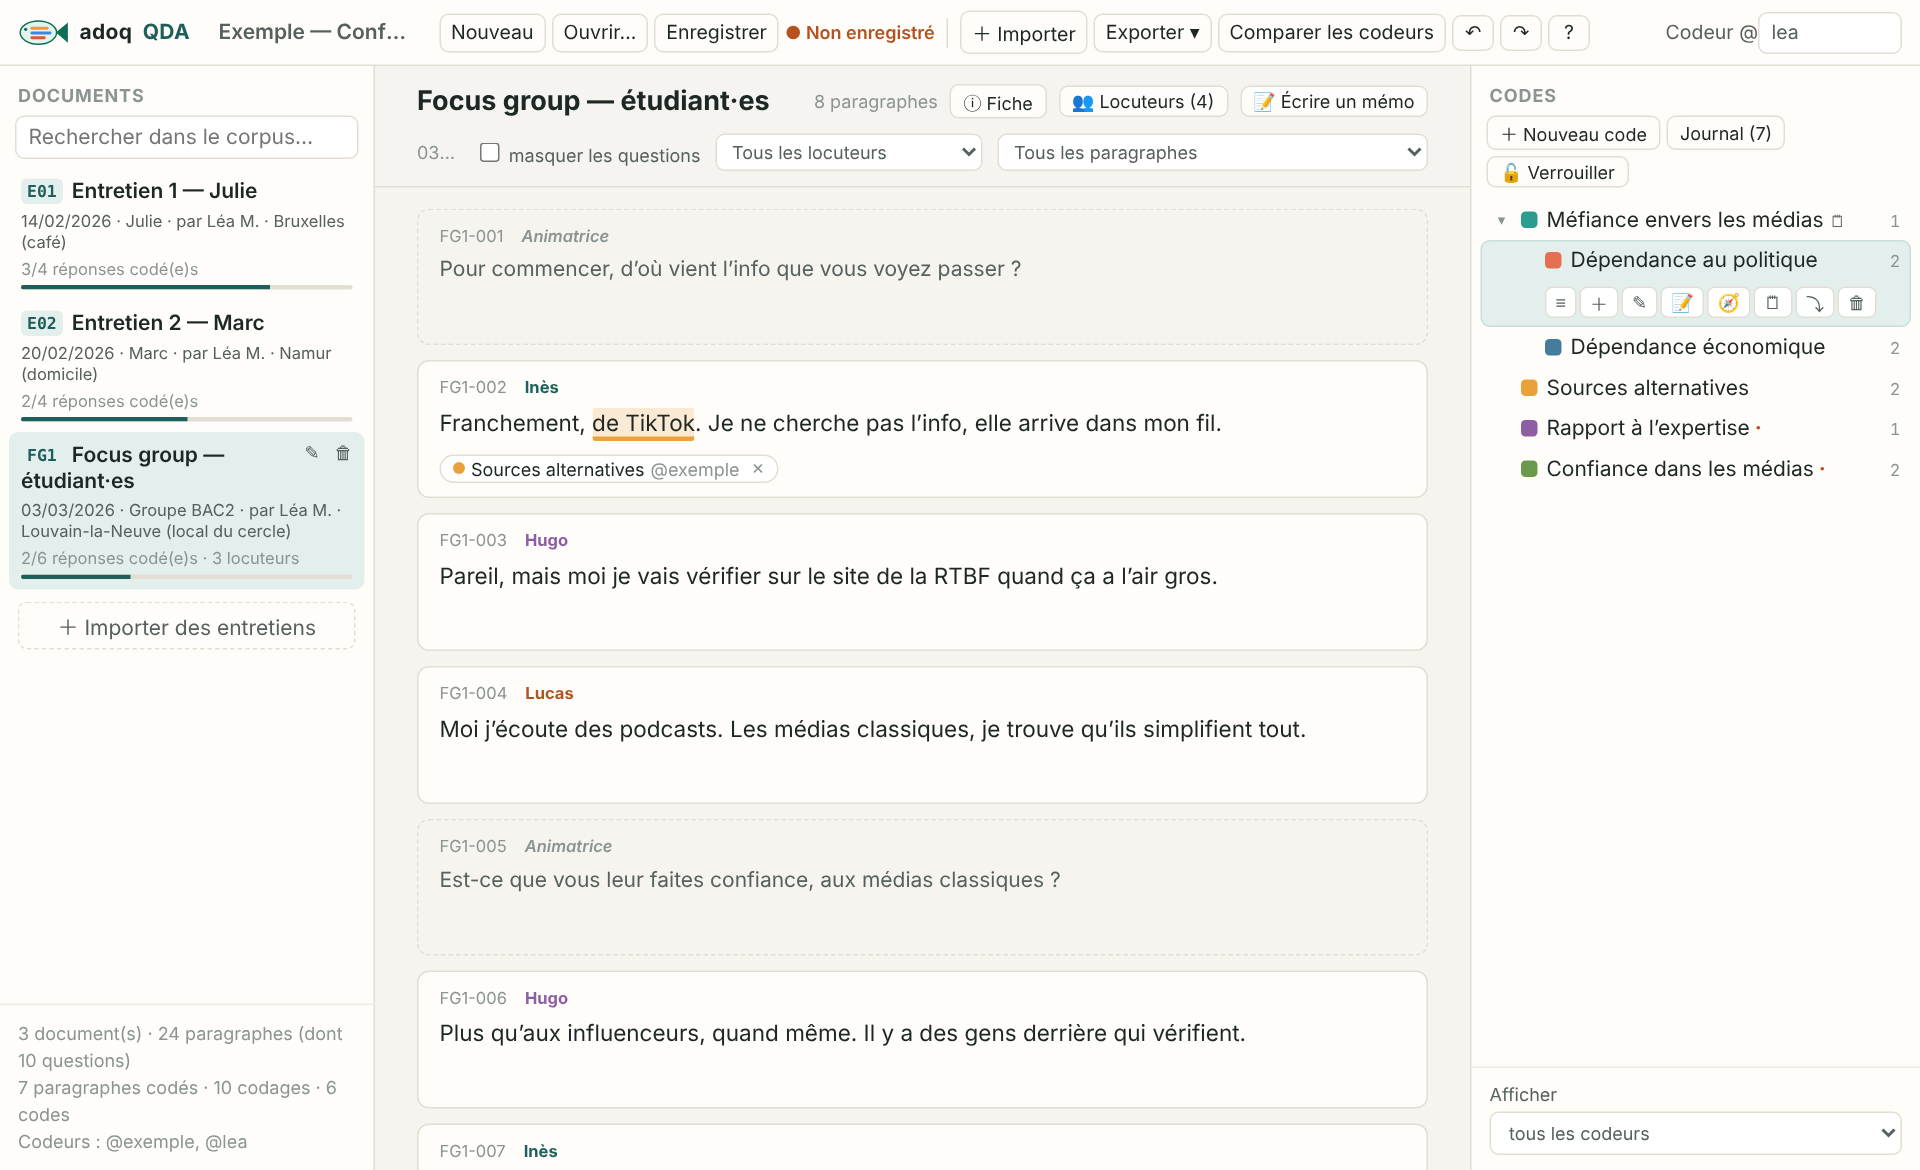 adoq QDA
Exemple — Conf…
Nouveau
Ouvrir…
Enregistrer
Non enregistré
+ Importer
Exporter ▾
Comparer les codeurs
↶
↷
?
Codeur @ lea
DOCUMENTS
Rechercher dans le corpus…
E01 Entretien 1 — Julie
14/02/2026 · Julie · par Léa M. · Bruxelles
(café)
3/4 réponses codé(e)s
E02 Entretien 2 — Marc
20/02/2026 · Marc · par Léa M. · Namur
(domicile)
2/4 réponses codé(e)s
FG1 Focus group —
étudiant·es
03/03/2026 · Groupe BAC2 · par Léa M. ·
Louvain-la-Neuve (local du cercle)
2/6 réponses codé(e)s · 3 locuteurs
+ Importer des entretiens
3 document(s) · 24 paragraphes (dont
10 questions)
7 paragraphes codés · 10 codages · 6
codes
Codeurs : @exemple, @lea
Focus group — étudiant·es
8 paragraphes
ⓘ Fiche
👥 Locuteurs (4)
📝 Écrire un mémo
03…
masquer les questions
Tous les locuteurs
Tous les paragraphes
FG1-001 Animatrice
Pour commencer, d’où vient l’info que vous voyez passer ?
FG1-002 Inès
Franchement, de TikTok. Je ne cherche pas l’info, elle arrive dans mon fil.
Sources alternatives @exemple ×
FG1-003 Hugo
Pareil, mais moi je vais vérifier sur le site de la RTBF quand ça a l’air gros.
FG1-004 Lucas
Moi j’écoute des podcasts. Les médias classiques, je trouve qu’ils simplifient tout.
FG1-005 Animatrice
Est-ce que vous leur faites confiance, aux médias classiques ?
FG1-006 Hugo
Plus qu’aux influenceurs, quand même. Il y a des gens derrière qui vérifient.
FG1-007 Inès
CODES
+ Nouveau code
Journal (7)
🔓 Verrouiller
▾ Méfiance envers les médias 1
Dépendance au politique 2
Dépendance économique 2
Sources alternatives 2
Rapport à l’expertise • 1
Confiance dans les médias • 2
Afficher
tous les codeurs